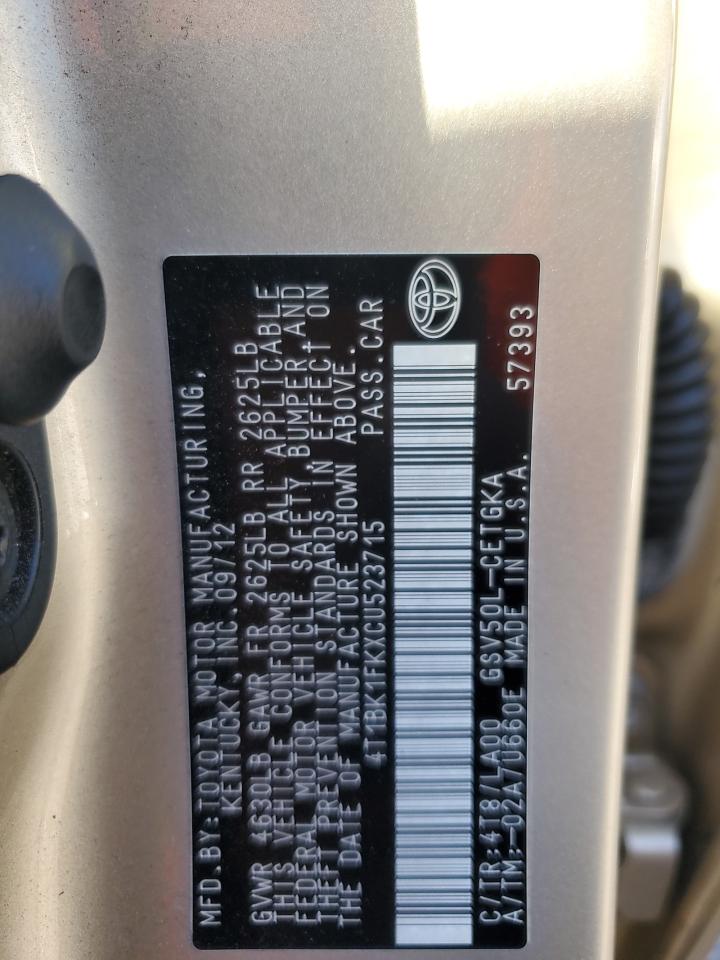 MFD.BY:TOYOTA MOTOR MANUFACTURING,
KENTUCKY, INC. 09/12
GVWR 4630LB GAWR FR 2625LB RR 2625LB
THIS VEHICLE CONFORMS TO ALL APPLICABLE
FEDERAL MOTOR VEHICLE SAFETY, BUMPER, AND
THEFT PREVENTION STANDARDS IN EFFECT ON
THE DATE OF MANUFACTURE SHOWN ABOVE.
4T1BK1FKXCU523715 PASS.CAR
C/TR:4T8/LA00 GSV50L-CETGKA
A/TM:-02A/U660E MADE IN U.S.A. 57393